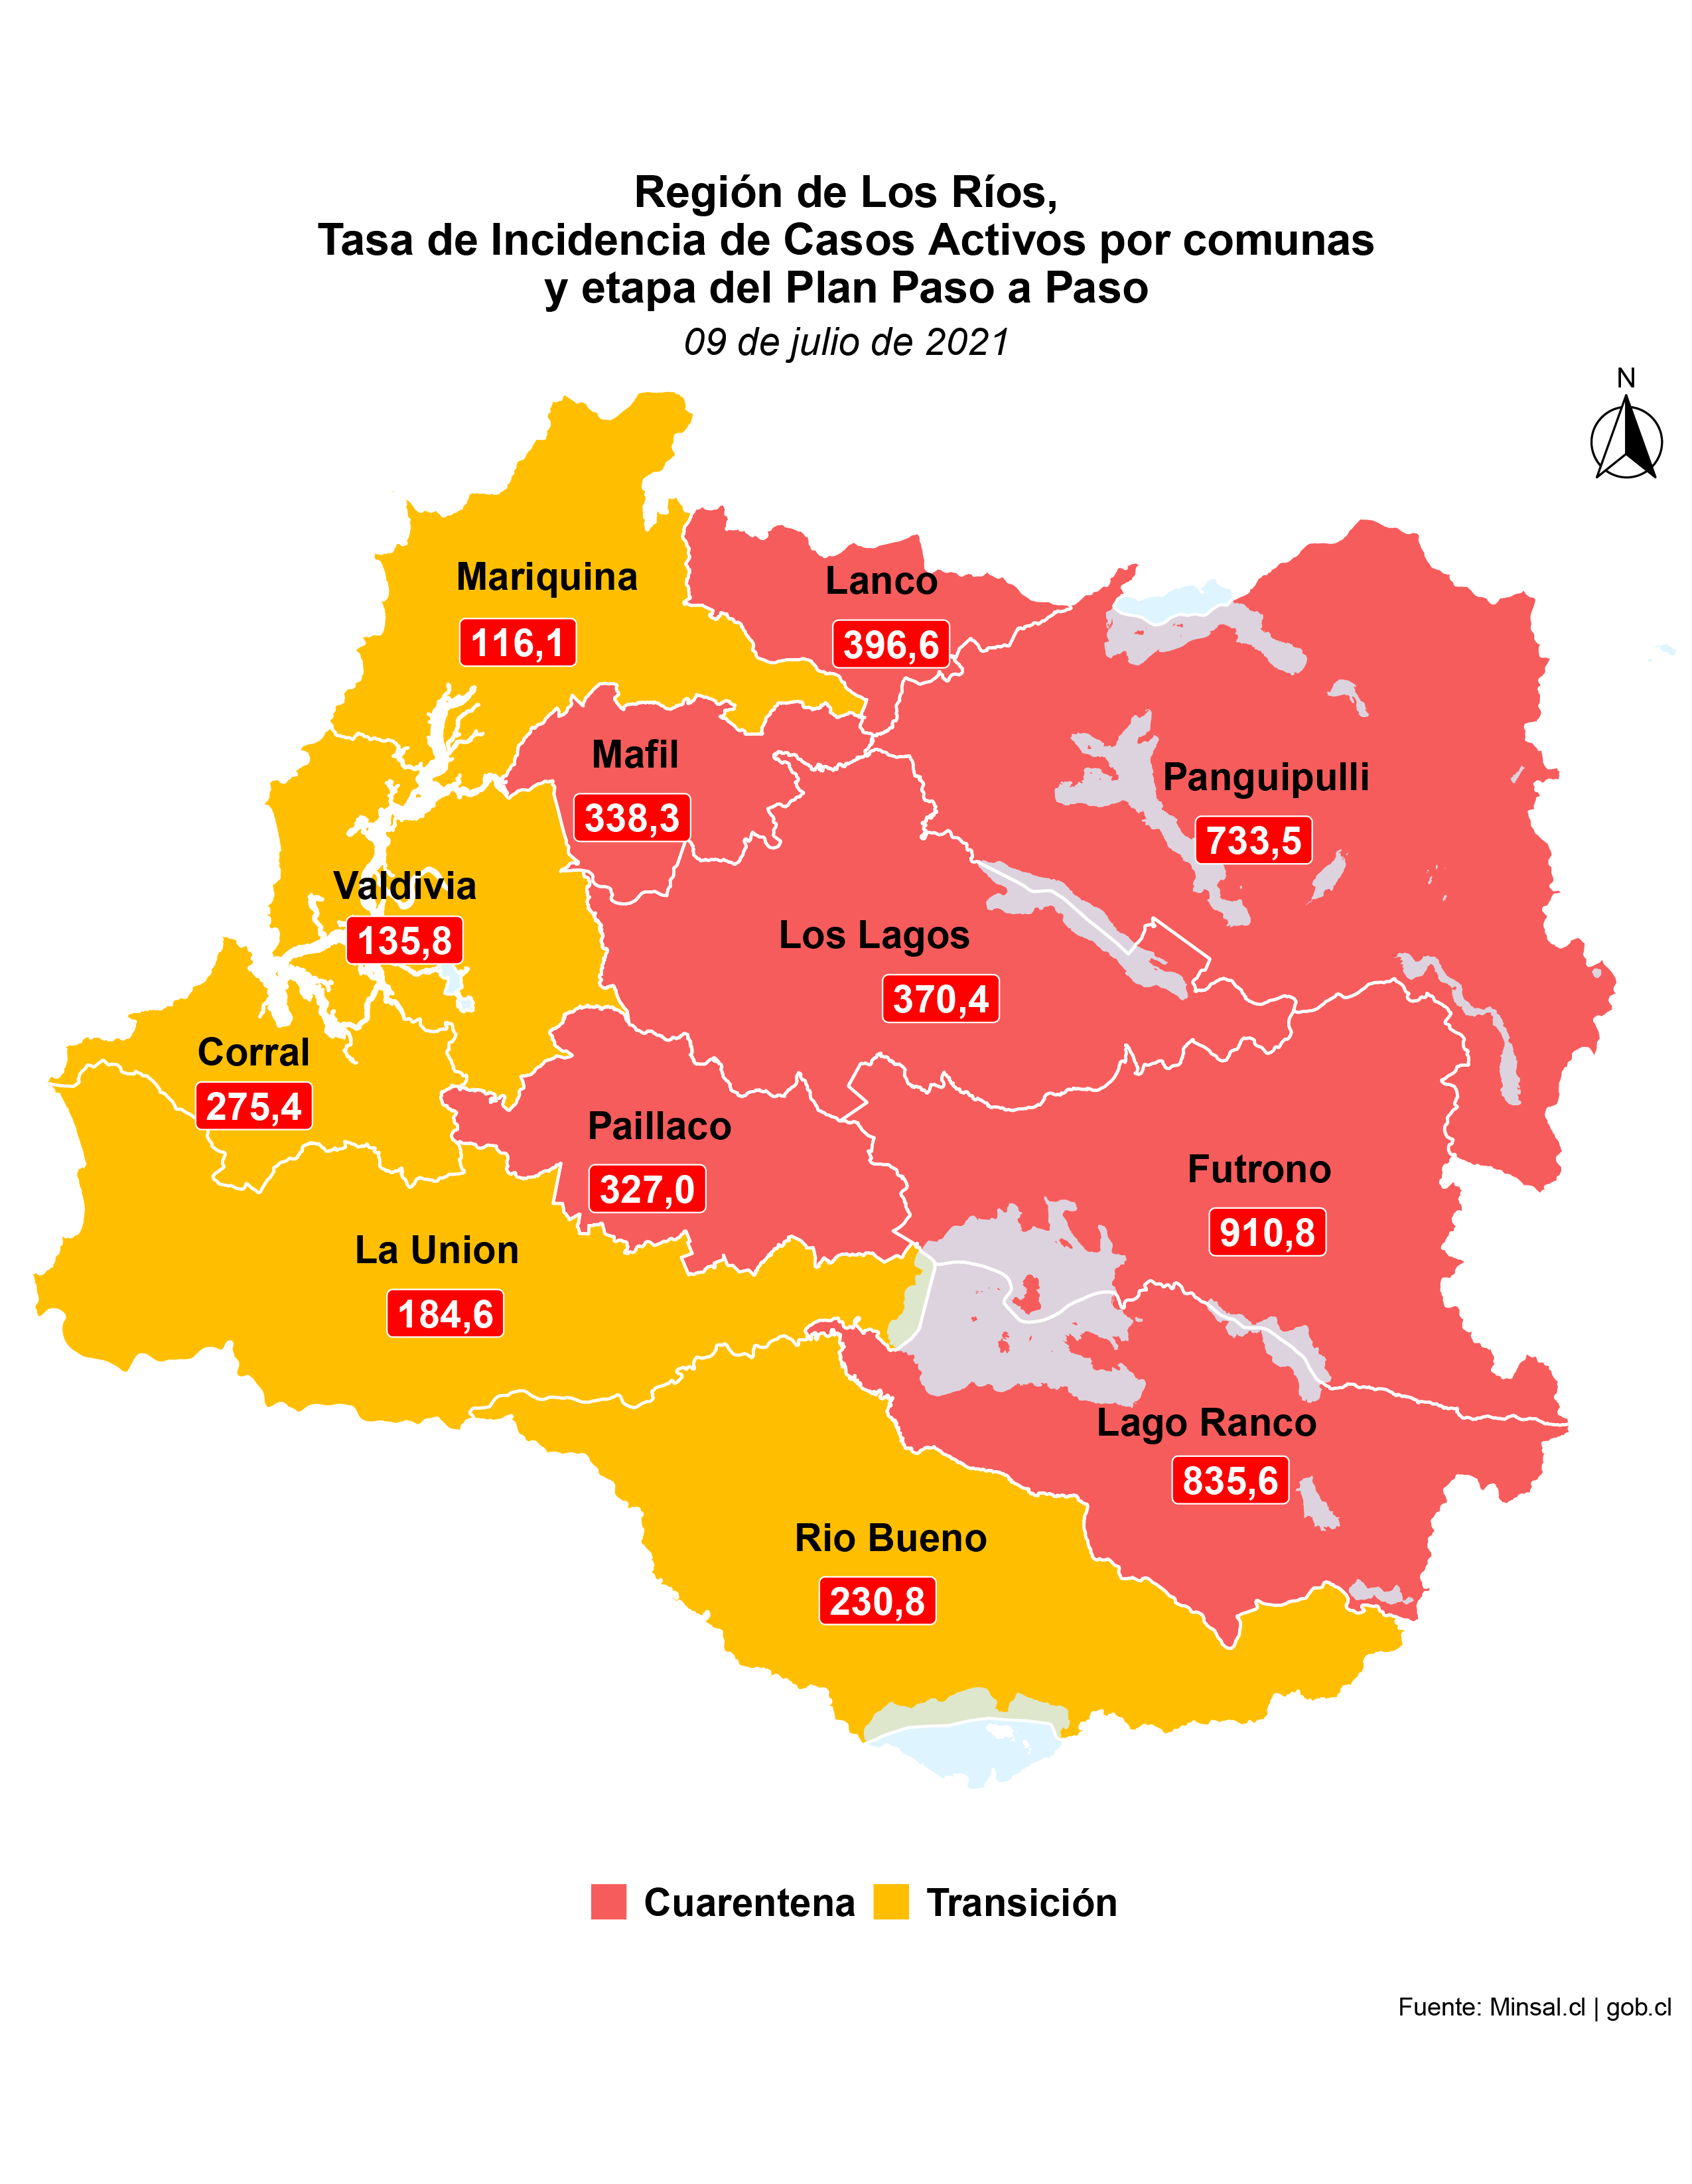 Región de Los Ríos,
Tasa de Incidencia de Casos Activos por comunas
y etapa del Plan Paso a Paso
09 de julio de 2021
N
Mariquina
116,1
Lanco
396,6
Mafil
338,3
Panguipulli
733,5
Valdivia
135,8
Los Lagos
370,4
Corral
275,4
Paillaco
327,0
Futrono
910,8
La Union
184,6
Lago Ranco
835,6
Rio Bueno
230,8
Cuarentena Transición
Fuente: Minsal.cl | gob.cl